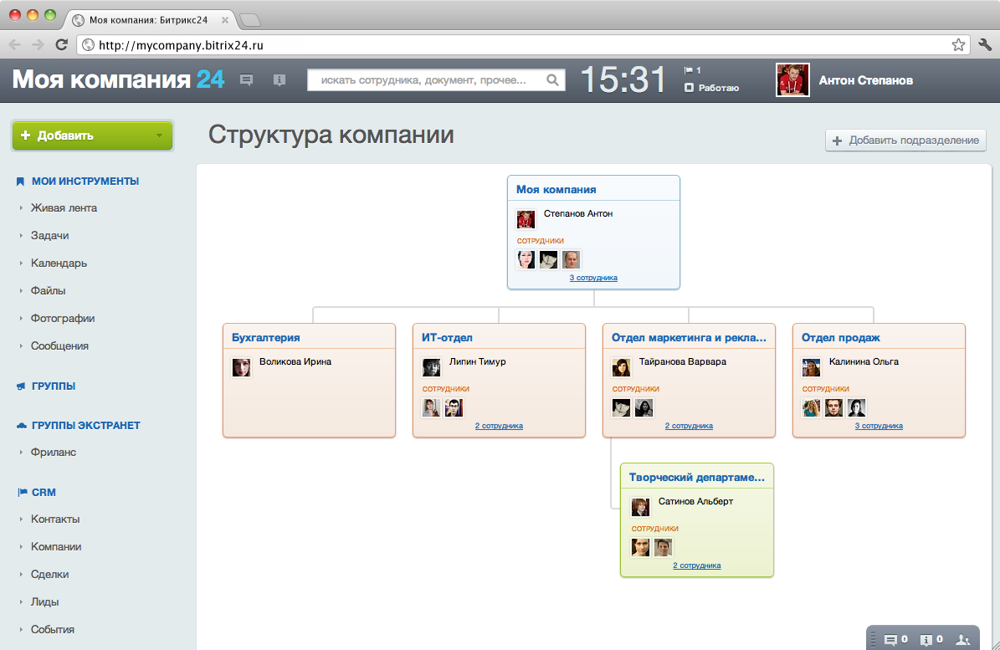 Моя компания: Битрикс24
http://mycompany.bitrix24.ru
Моя компания 24
искать сотрудника, документ, прочее...
15:31
1
Работаю
Антон Степанов
Добавить
Структура компании
Добавить подразделение
МОИ ИНСТРУМЕНТЫ
Живая лента
Задачи
Календарь
Файлы
Фотографии
Сообщения
ГРУППЫ
ГРУППЫ ЭКСТРАНЕТ
Фриланс
CRM
Контакты
Компании
Сделки
Лиды
События
Моя компания
Степанов Антон
СОТРУДНИКИ
3 сотрудника
Бухгалтерия
Воликова Ирина
ИТ-отдел
Липин Тимур
СОТРУДНИКИ
2 сотрудника
Отдел маркетинга и рекла...
Тайранова Варвара
СОТРУДНИКИ
2 сотрудника
Отдел продаж
Калинина Ольга
СОТРУДНИКИ
3 сотрудника
Творческий департаме...
Сатинов Альберт
СОТРУДНИКИ
2 сотрудника
0
0